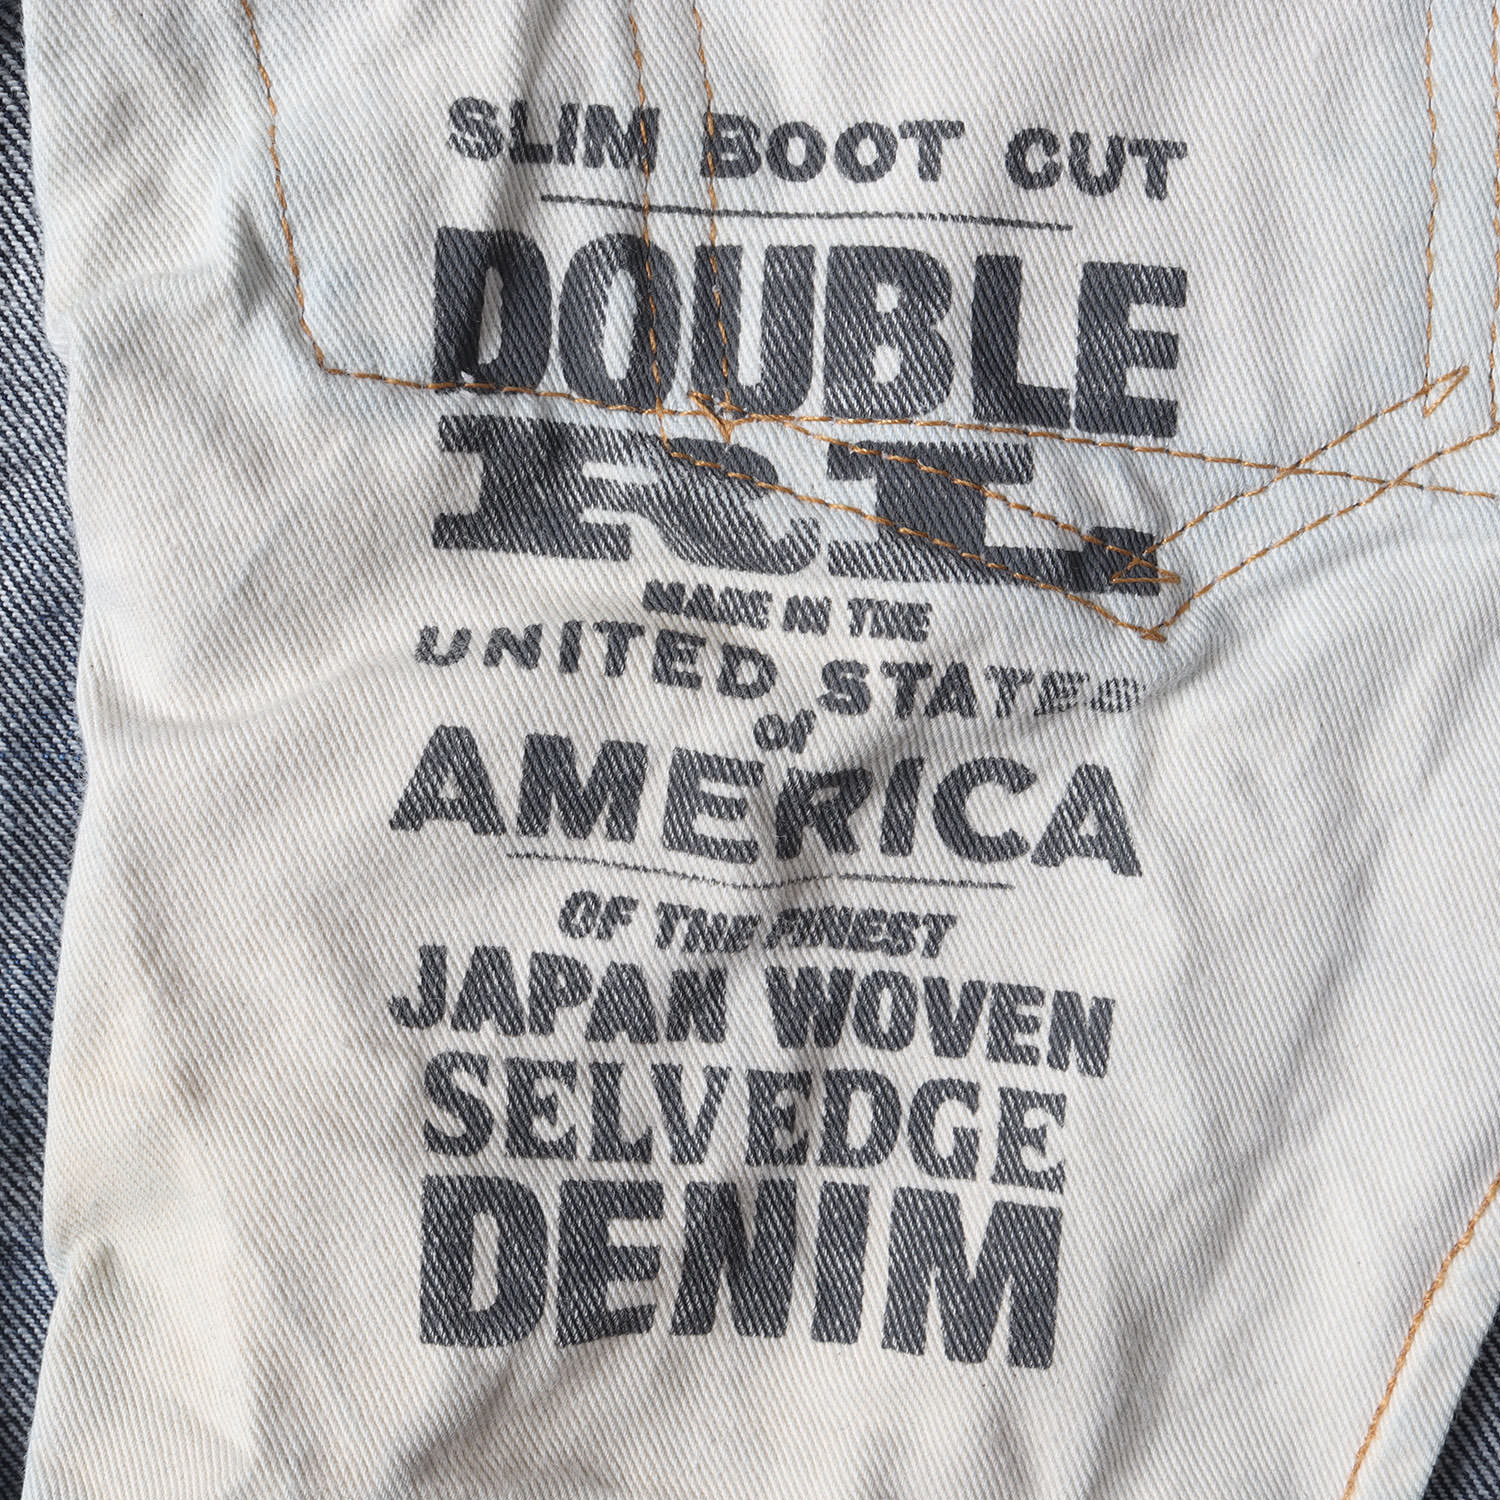 SLIM BOOT CUT
DOUBLE
RL
MADE IN THE
UNITED STATES
of
AMERICA
OF THE FINEST
JAPAN WOVEN
SELVEDGE
DENIM